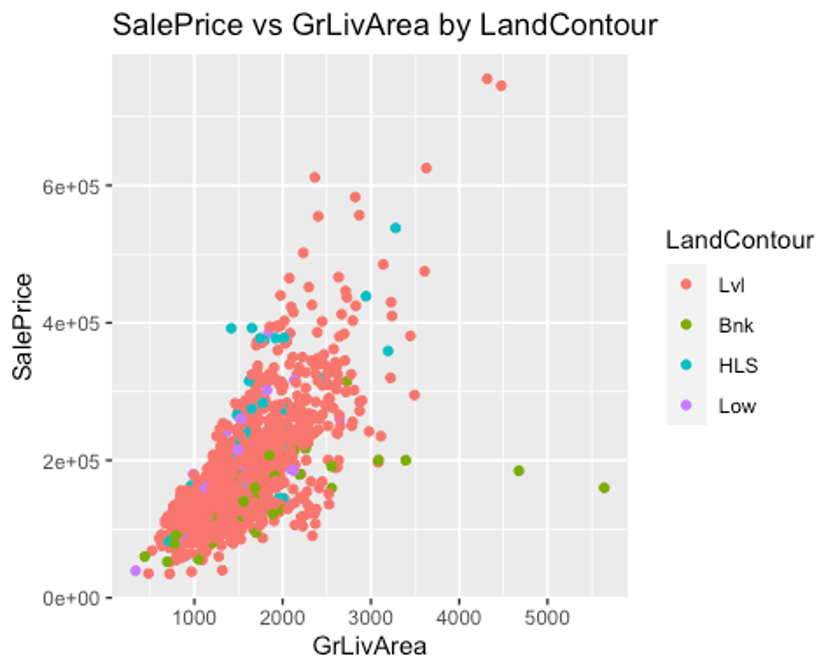 SalePrice vs GrLivArea by LandContour
6e+05
4e+05
2e+05
0e+00
SalePrice
1000 2000 3000 4000 5000
GrLivArea
LandContour
Lvl
Bnk
HLS
Low